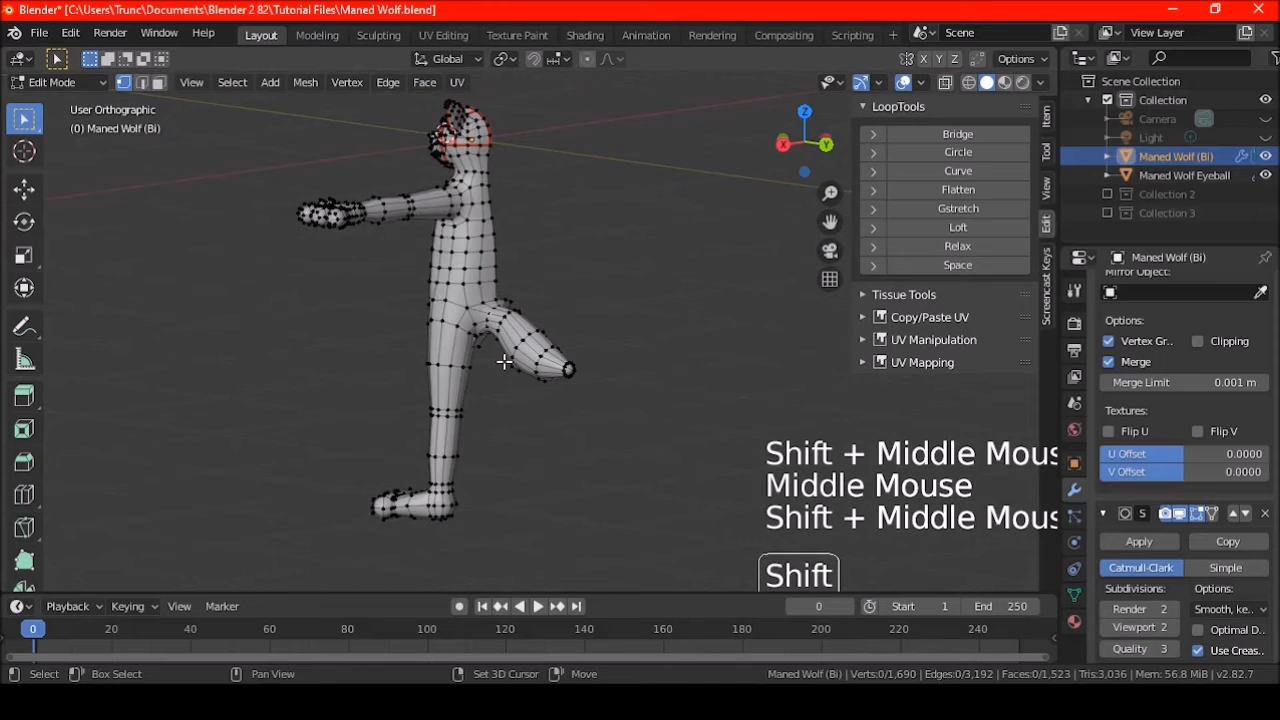 Blender* [C:\Users\Trunc\Documents\Blender 2 82\Tutorial Files\Maned Wolf.blend]
File Edit Render Window Help Layout Modeling Sculpting UV Editing Texture Paint Shading Animation Rendering Compositing Scripting Scene View Layer
Global X Y Z Options
Edit Mode View Select Add Mesh Vertex Edge Face UV
User Orthographic
(0) Maned Wolf (Bi)
Z
X
Y
LoopTools
Bridge
Circle
Curve
Flatten
Gstretch
Loft
Relax
Space
Tissue Tools
Copy/Paste UV
UV Manipulation
UV Mapping
Item
Tool
View
Edit
Screencast Keys
Scene Collection
Collection
Camera
Light
Maned Wolf (Bi)
Maned Wolf Eyeball
Collection 2
Collection 3
Maned Wolf (Bi)
Mirror Object:
Options:
Vertex Gr.. Clipping
Merge
Merge Limit 0.001 m
Textures:
Flip U Flip V
U Offset 0.0000
V Offset 0.0000
S
Apply Copy
Catmull-Clark Simple
Subdivisions: Options:
Render 2 Smooth, ke..
Viewport 2 Optimal D..
Quality 3 Use Creas..
Shift + Middle Mous
Middle Mouse
Shift + Middle Mous
Shift
Playback Keying View Marker 0 Start 1 End 250
0 20 40 60 80 100 120 140 160 180 200 220 240
Select Box Select Pan View Set 3D Cursor Move Maned Wolf (Bi) | Verts:0/1,690 | Edges:0/3,192 | Faces:0/1,523 | Tris:3,036 | Mem: 56.8 MiB | v2.82.7